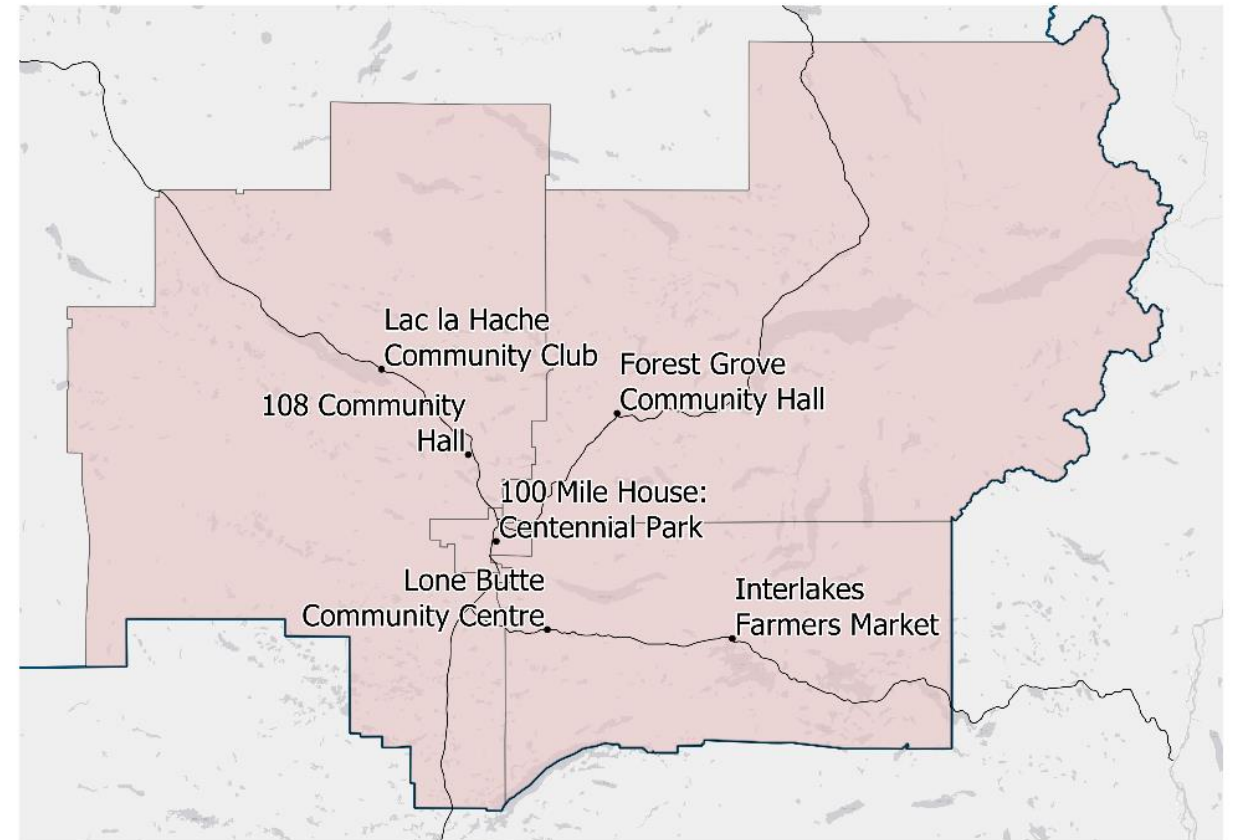 Lac la Hache
Community Club
Forest Grove
Community Hall
108 Community
Hall
100 Mile House:
Centennial Park
Lone Butte
Community Centre
Interlakes
Farmers Market